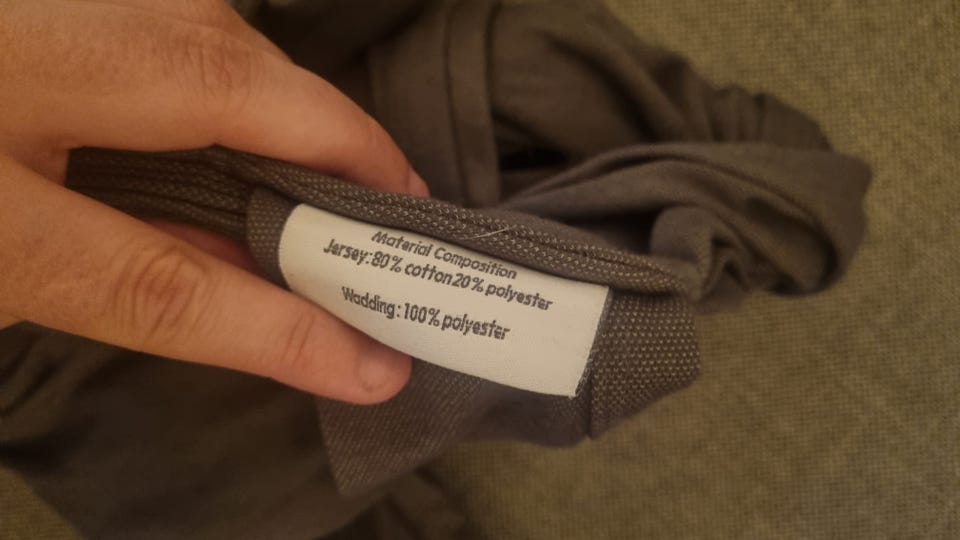 Material Composition
Jersey:80% cotton20% polyester
Wadding:100% polyester